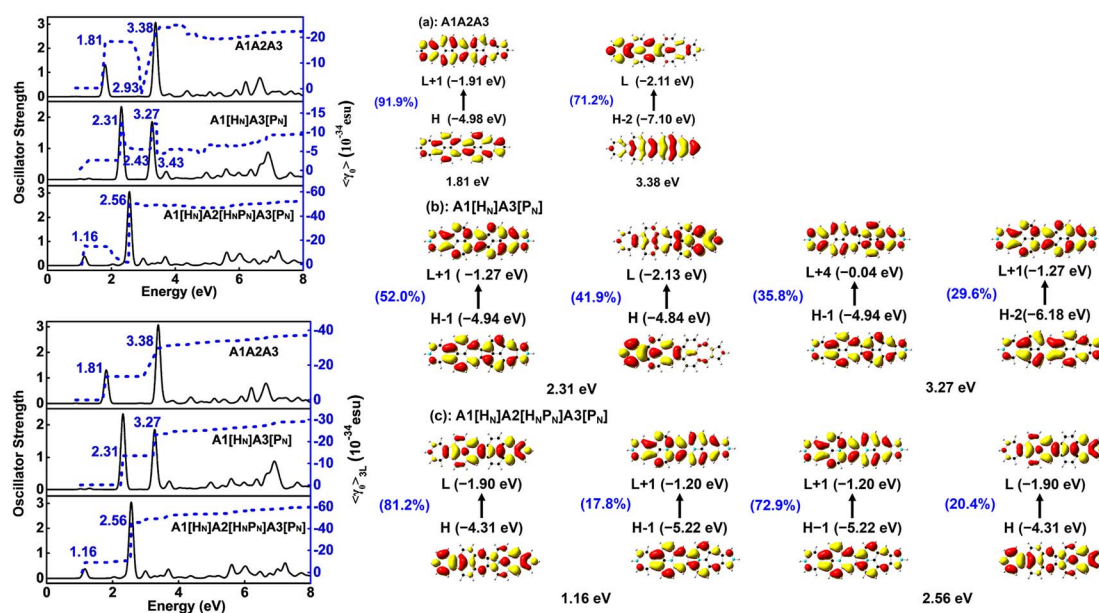 3
2
1
0
1.81
3.38
2.93
A1A2A3
-20
-10
0
3
2
1
0
2.31
3.27
2.43
3.43
A1[HN]A3[PN]
-15
-10
-5
0
3
2
1
0
1.16
2.56
A1[HN]A2[HNPN]A3[PN]
-60
-40
-20
0
0 2 4 6 8
Energy (eV)
Oscillator Strength
<γ0> (10-34 esu)
3
2
1
0
1.81
3.38
A1A2A3
-40
-20
0
2
1
0
2.31
3.27
A1[HN]A3[PN]
-30
-20
-10
0
3
2
1
0
1.16
2.56
A1[HN]A2[HNPN]A3[PN]
-60
-40
-20
0
0 2 4 6 8
Energy (eV)
Oscillator Strength
<γ0>3L (10-34 esu)
(a): A1A2A3
L+1 (−1.91 eV) L (−2.11 eV)
(91.9%) (71.2%)
H (−4.98 eV) H-2 (−7.10 eV)
1.81 eV 3.38 eV
(b): A1[HN]A3[PN]
L+1 (−1.27 eV) L (−2.13 eV) L+4 (−0.04 eV) L+1(−1.27 eV)
(52.0%) (41.9%) (35.8%) (29.6%)
H-1 (−4.94 eV) H (−4.84 eV) H-1 (−4.94 eV) H-2(−6.18 eV)
2.31 eV 3.27 eV
(c): A1[HN]A2[HNPN]A3[PN]
L (−1.90 eV) L+1 (−1.20 eV) L+1 (−1.20 eV) L (−1.90 eV)
(81.2%) (17.8%) (72.9%) (20.4%)
H (−4.31 eV) H-1 (−5.22 eV) H-1 (−5.22 eV) H (−4.31 eV)
1.16 eV 2.56 eV